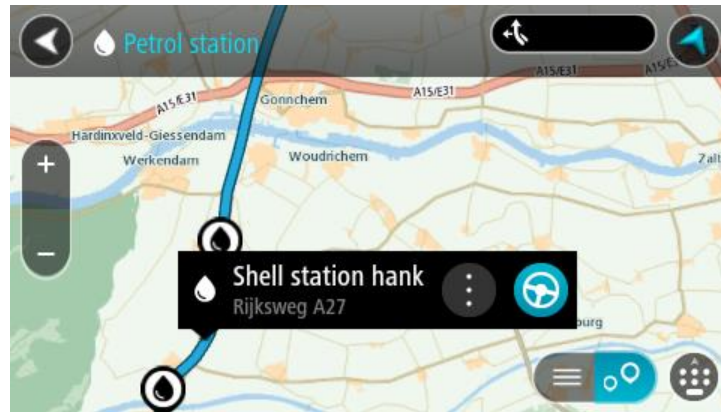 Petrol station
A15/E31
A15/E31
A15/E31
A15/E
Gonnchem
Hardinxveld-Giessendam
Werkendam
Woudrichem
Zalt
+
-
Shell station hank
Rijksweg A27
burg